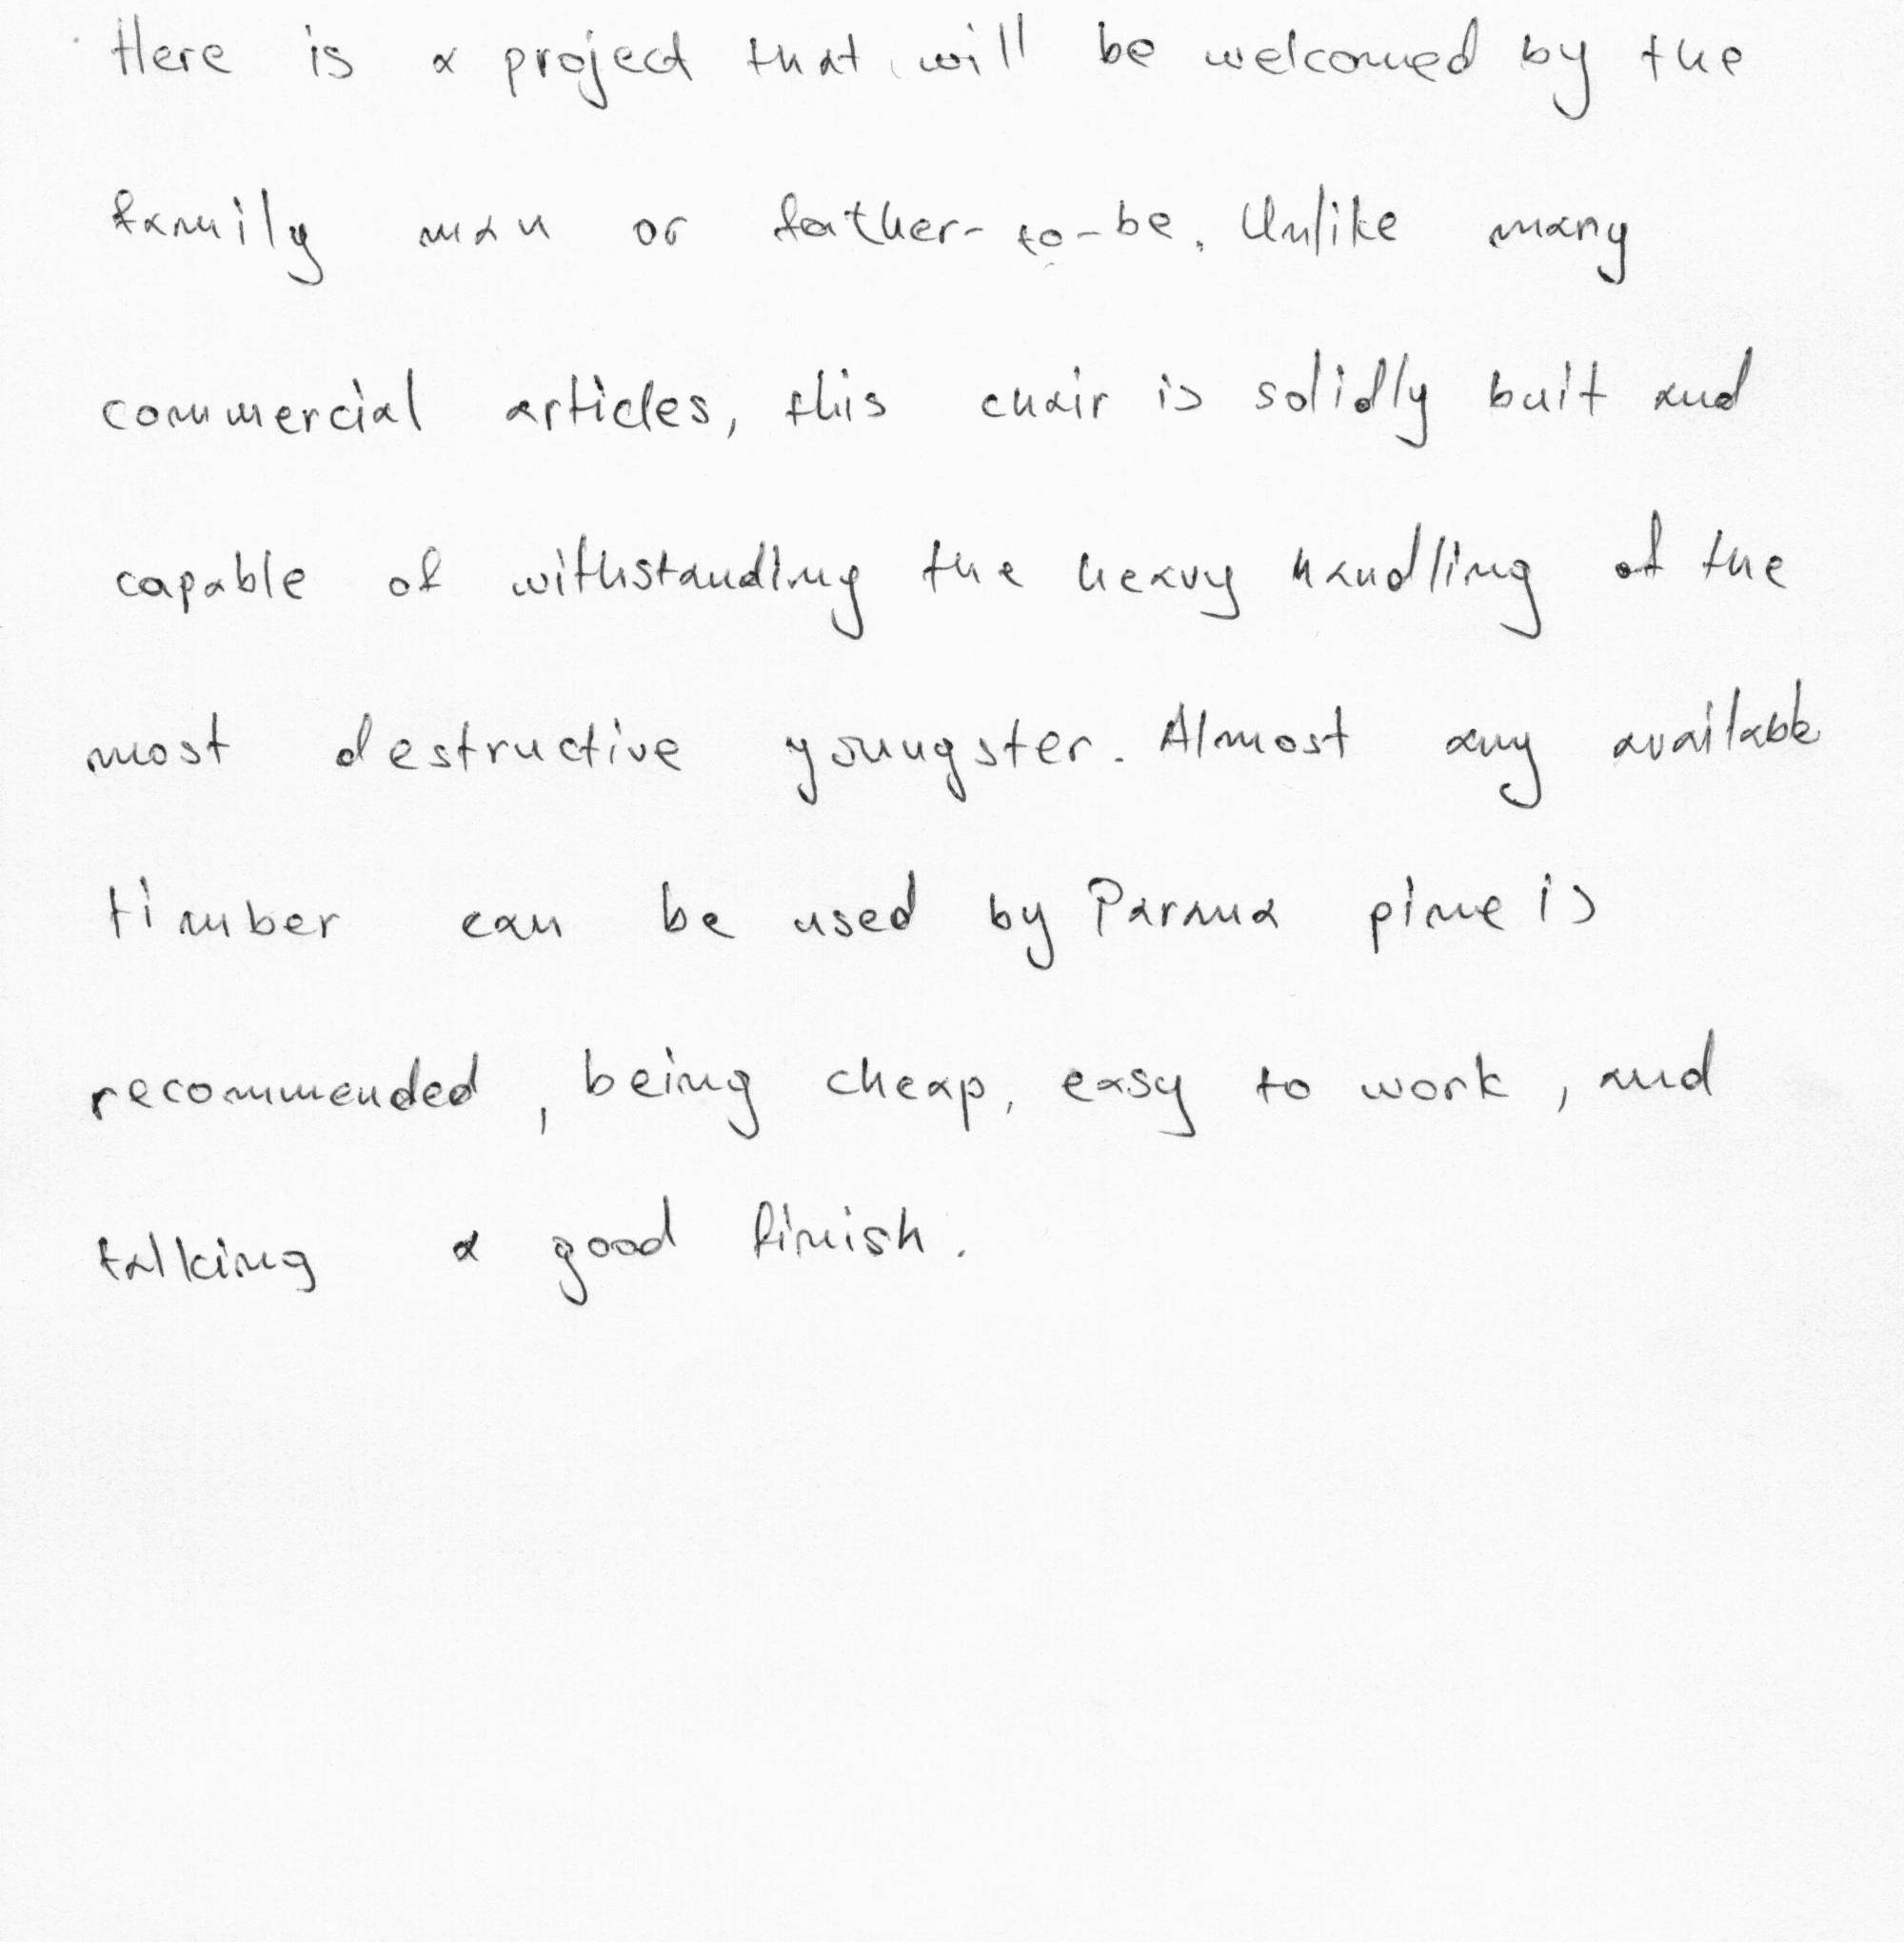 Here is a project that will be welcomed by the
family man or father-to-be. Unlike many
commercial articles, this chair is solidly buit and
capable of withstanding the heavy handling of the
most destructive youngster. Almost any available
timber can be used by Parana pine is
recommended, being cheap, easy to work, and
talking a good finish.